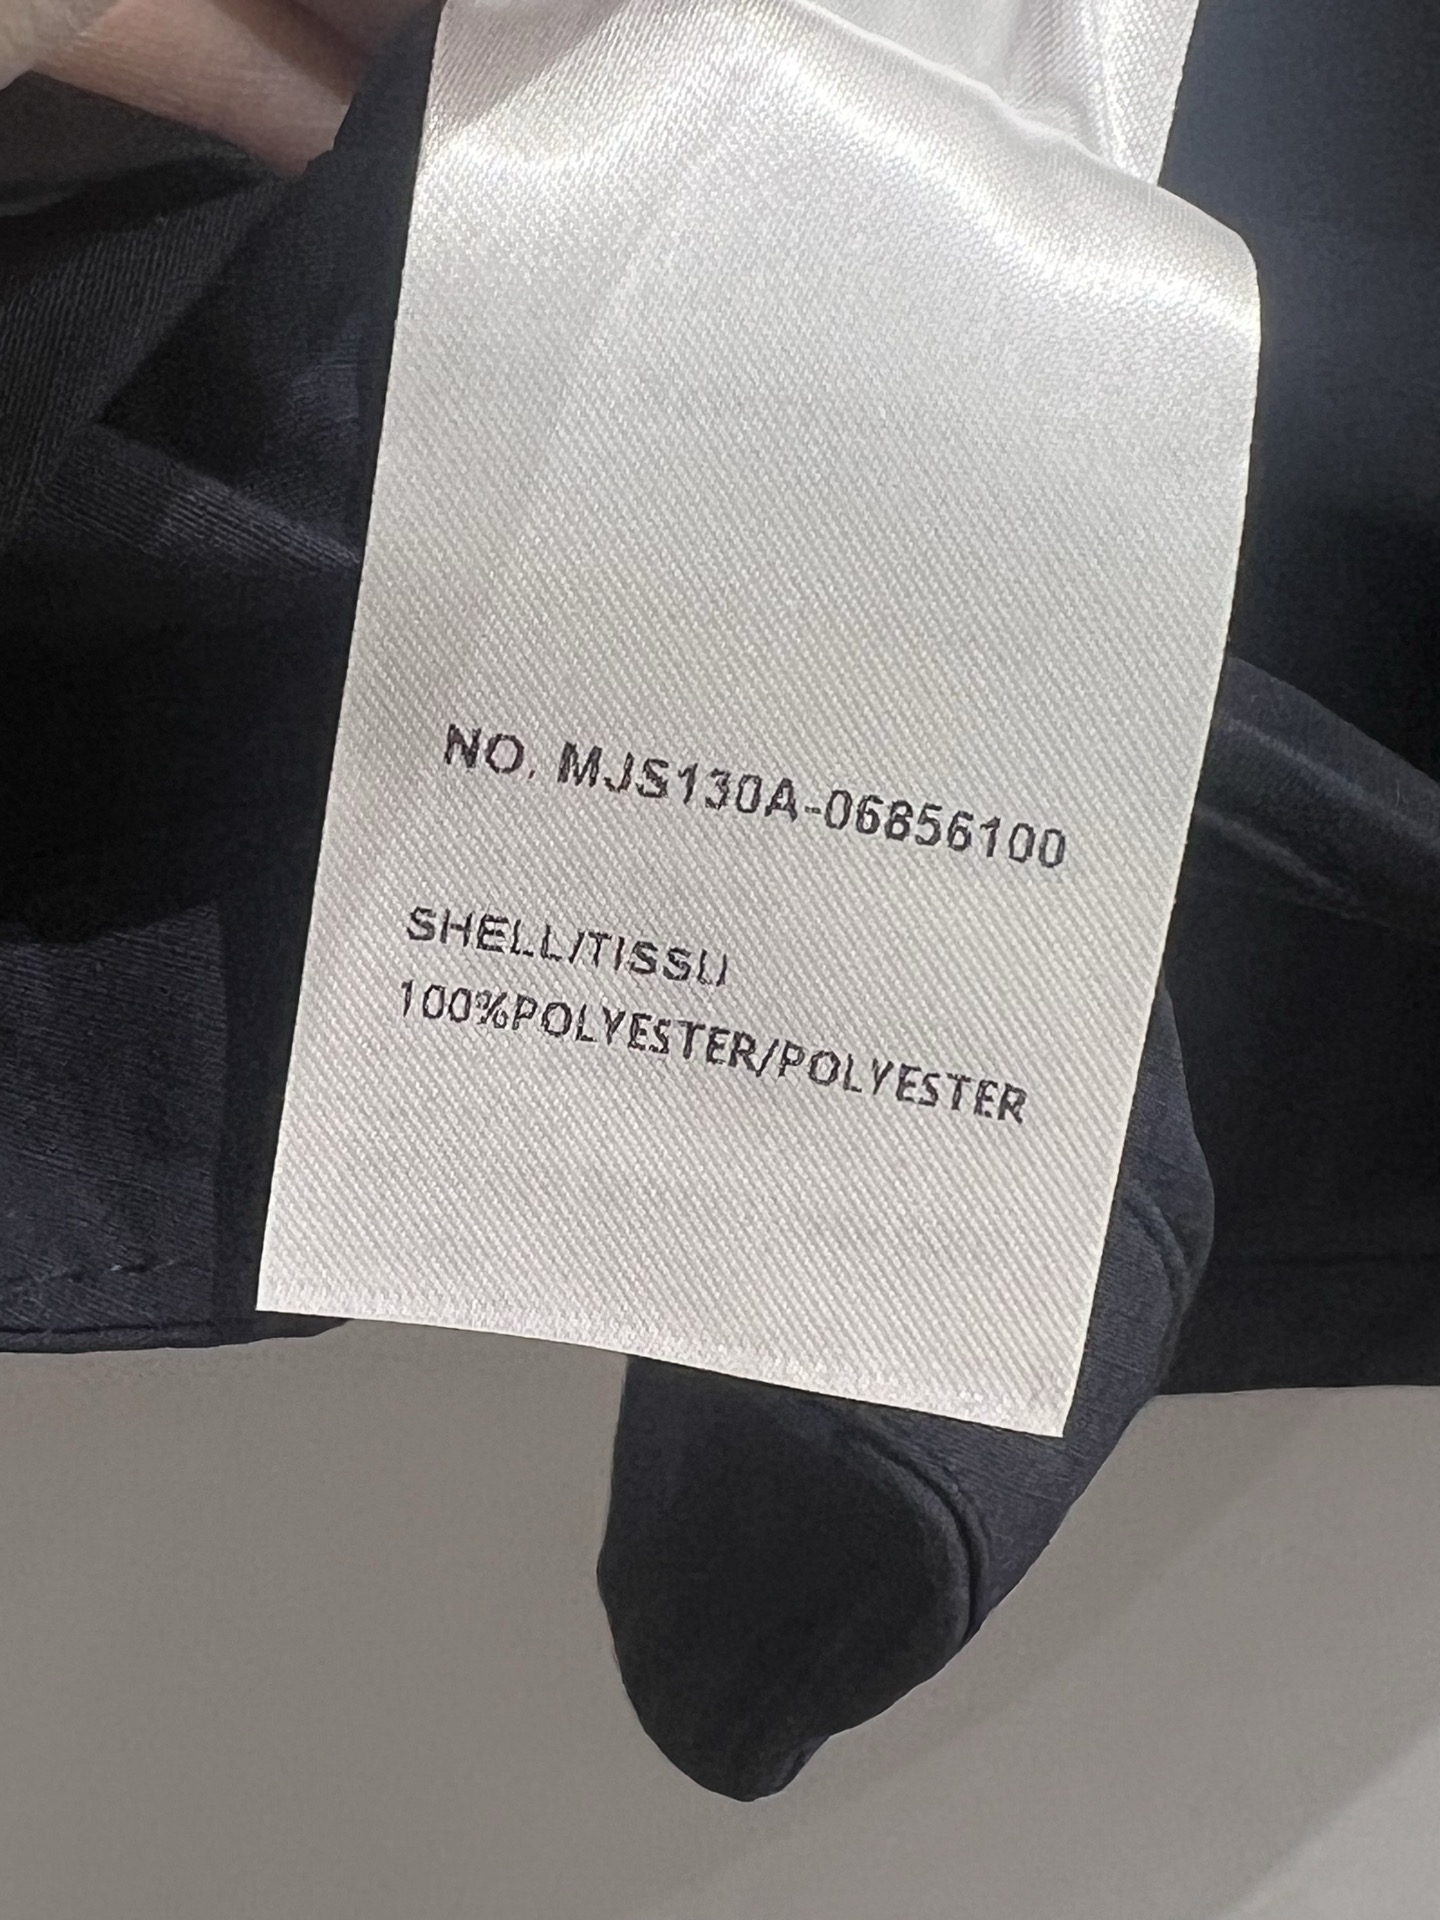 NO. MJS130A-06856100
SHELL/TISSU
100%POLYESTER/POLYESTER